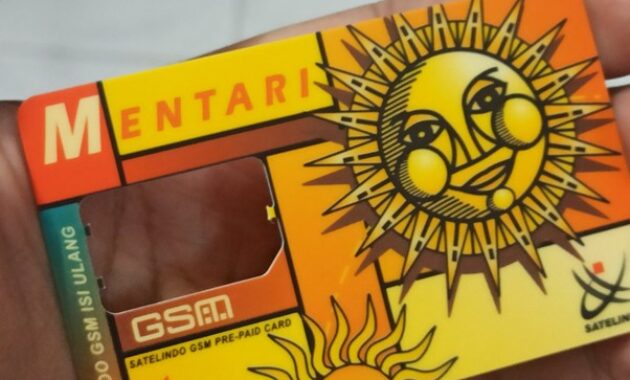 MENTARI
GSM
SATELINDO GSM PRE-PAID CARD
GSM ISI ULANG